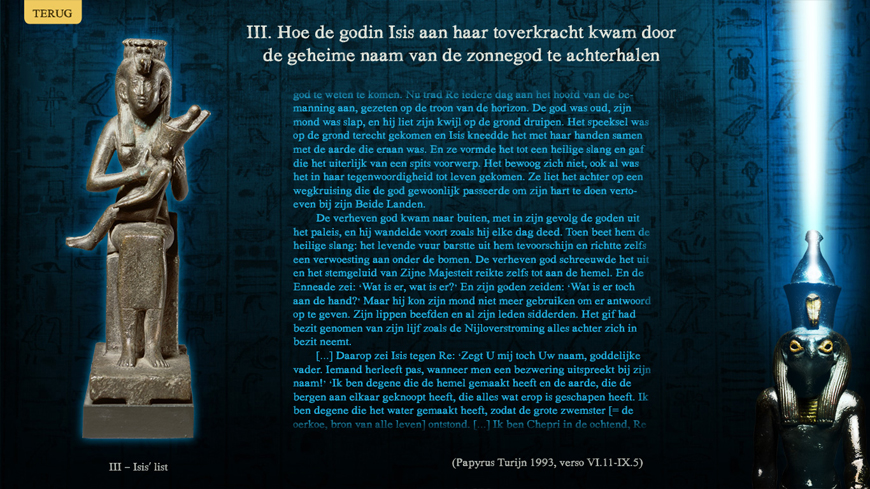 TERUG
III. Hoe de godin Isis aan haar toverkracht kwam door
de geheime naam van de zonnegod te achterhalen
god te weten te komen. Nu trad Re iedere dag aan het hoofd van de be-
manning aan, gezeten op de troon van de horizon. De god was oud, zijn
mond was slap, en hij liet zijn kwijl op de grond druipen. Het speeksel was
op de grond terecht gekomen en Isis kneedde het met haar handen samen
met de aarde die eraan was. En ze vormde het tot een heilige slang en gaf
die het uiterlijk van een spits voorwerp. Het bewoog zich niet, ook al was
het in haar tegenwoordigheid tot leven gekomen. Ze liet het achter op een
wegkruising die de god gewoonlijk passeerde om zijn hart te doen verto-
even bij zijn Beide Landen.
De verheven god kwam naar buiten, met in zijn gevolg de goden uit
het paleis, en hij wandelde voort zoals hij elke dag deed. Toen beet hem de
heilige slang: het levende vuur barstte uit hem tevoorschijn en richtte zelfs
een verwoesting aan onder de bomen. De verheven god schreeuwde het uit
en het stemgeluid van Zijne Majesteit reikte zelfs tot aan de hemel. En de
Enneade zei: ‘Wat is er, wat is er?’ En zijn goden zeiden: ‘Wat is er toch
aan de hand?’ Maar hij kon zijn mond niet meer gebruiken om er antwoord
op te geven. Zijn lippen beefden en al zijn leden sidderden. Het gif had
bezit genomen van zijn lijf zoals de Nijloverstroming alles achter zich in
bezit neemt.
[...] Daarop zei Isis tegen Re: ‘Zegt U mij toch Uw naam, goddelijke
vader. Iemand herleeft pas, wanneer men een bezwering uitspreekt bij zijn
naam!’ ‘Ik ben degene die de hemel gemaakt heeft en de aarde, die de
bergen aan elkaar geknoopt heeft, die alles wat erop is geschapen heeft. Ik
ben degene die het water gemaakt heeft, zodat de grote zwemster [= de
oerkoe, bron van alle leven] ontstond. [...] Ik ben Chepri in de ochtend, Re
III – Isis’ list
(Papyrus Turijn 1993, verso VI.11-IX.5)